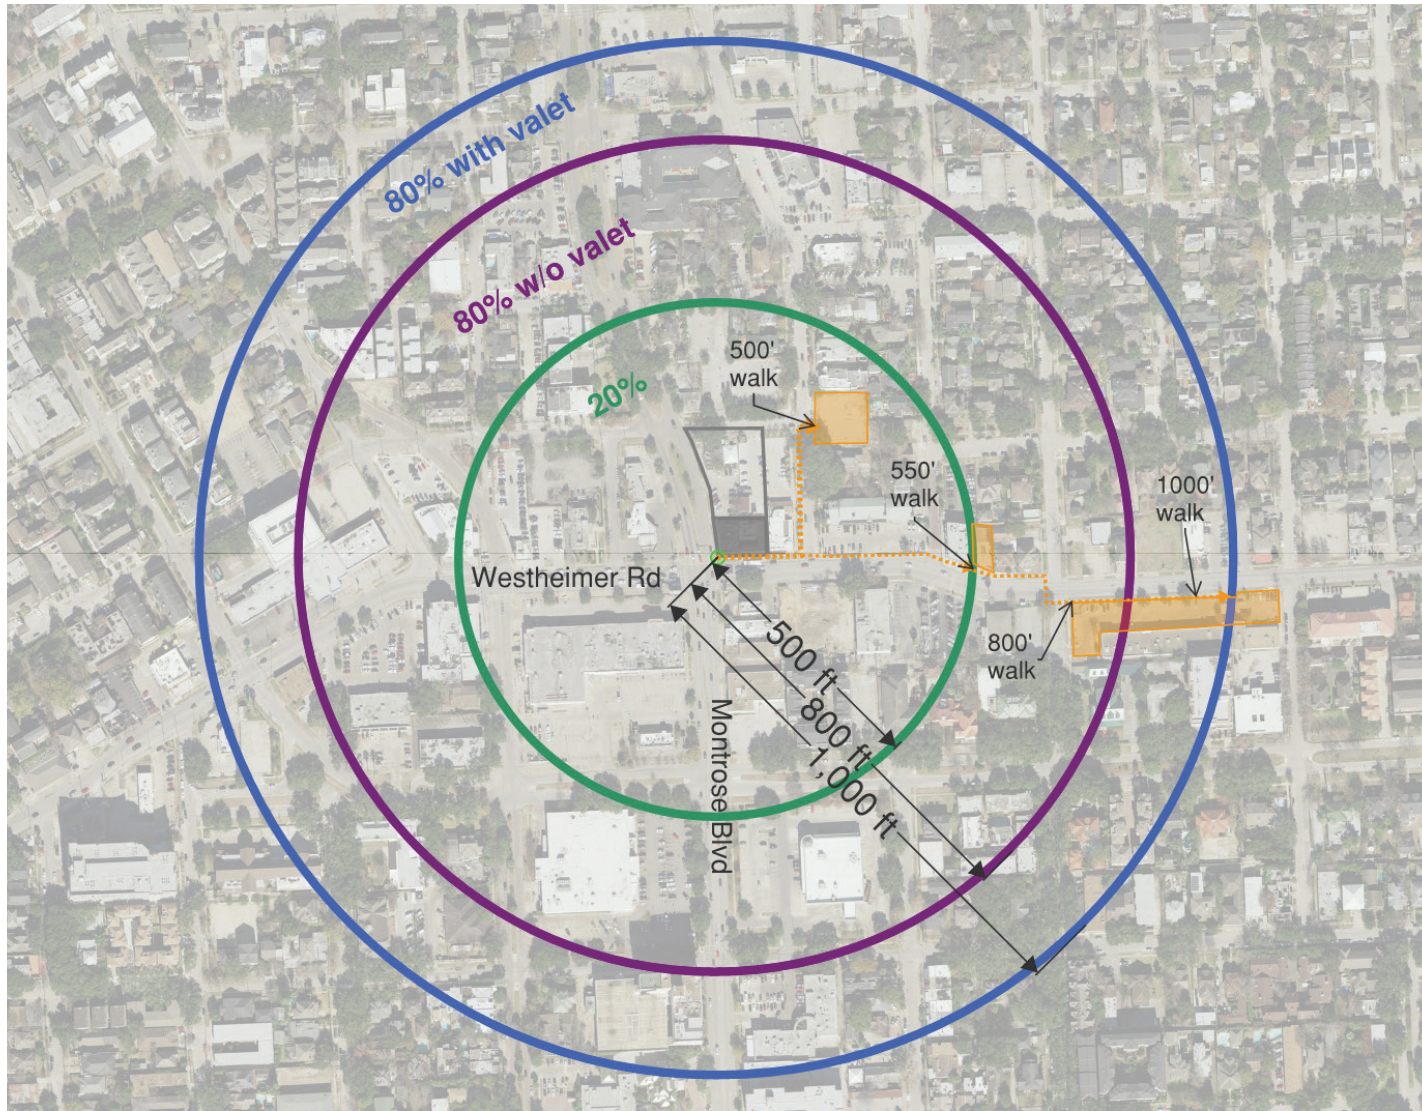 80% with valet
80% w/o valet
20%
500'
walk
550'
walk
1000'
walk
Westheimer Rd
800'
walk
500 ft
800 ft
1,000 ft
Montrose Blvd